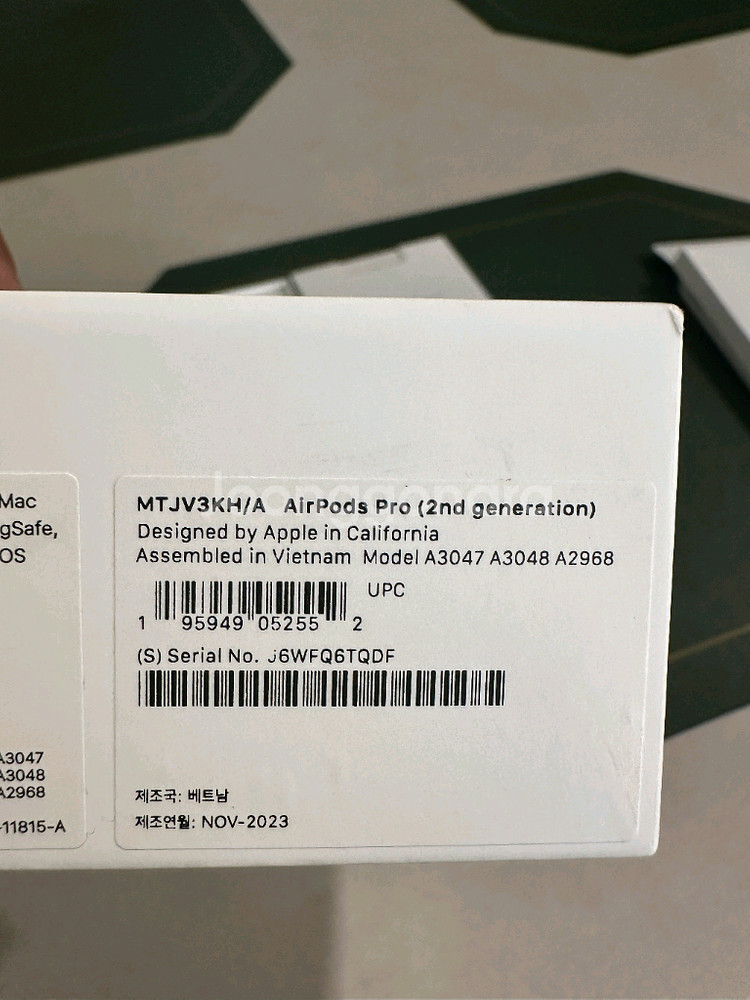 Mac
gSafe,
OS
A3047
A3048
A2968
-11815-A
MTJV3KH/A AirPods Pro (2nd generation)
Designed by Apple in California
Assembled in Vietnam Model A3047 A3048 A2968
UPC
1 95949 05255 2
(S) Serial No. J6WFQ6TQDF
제조국: 베트남
제조연월: NOV-2023